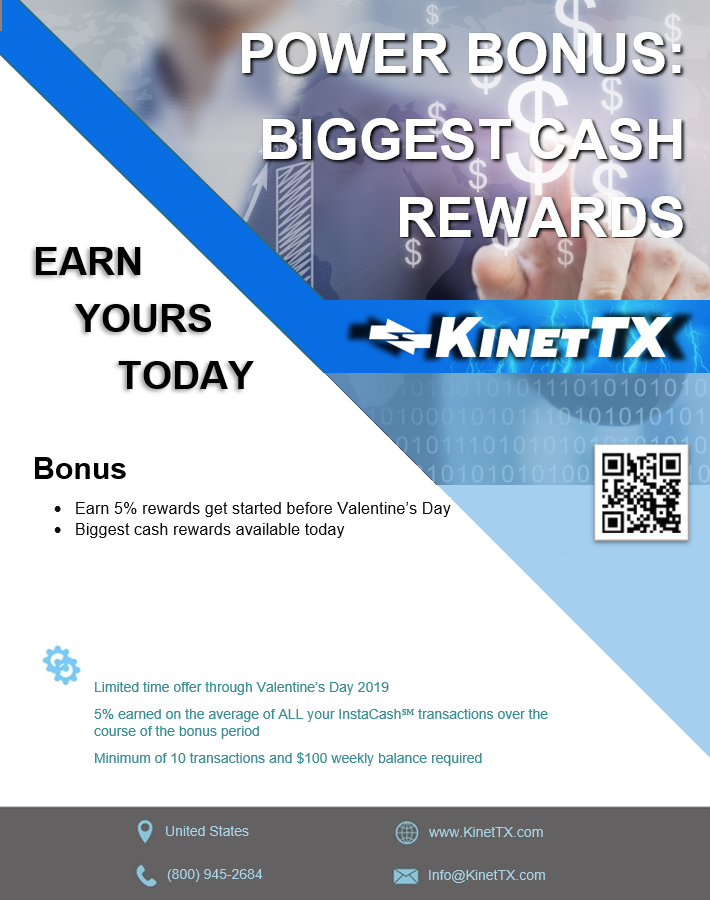 POWER BONUS:
BIGGEST CASH
REWARDS
EARN
YOURS
TODAY
KINETTX
Bonus
• Earn 5% rewards get started before Valentine’s Day
• Biggest cash rewards available today
Limited time offer through Valentine’s Day 2019
5% earned on the average of ALL your InstaCash℠ transactions over the
course of the bonus period
Minimum of 10 transactions and $100 weekly balance required
United States
www.KinetTX.com
(800) 945-2684
Info@KinetTX.com